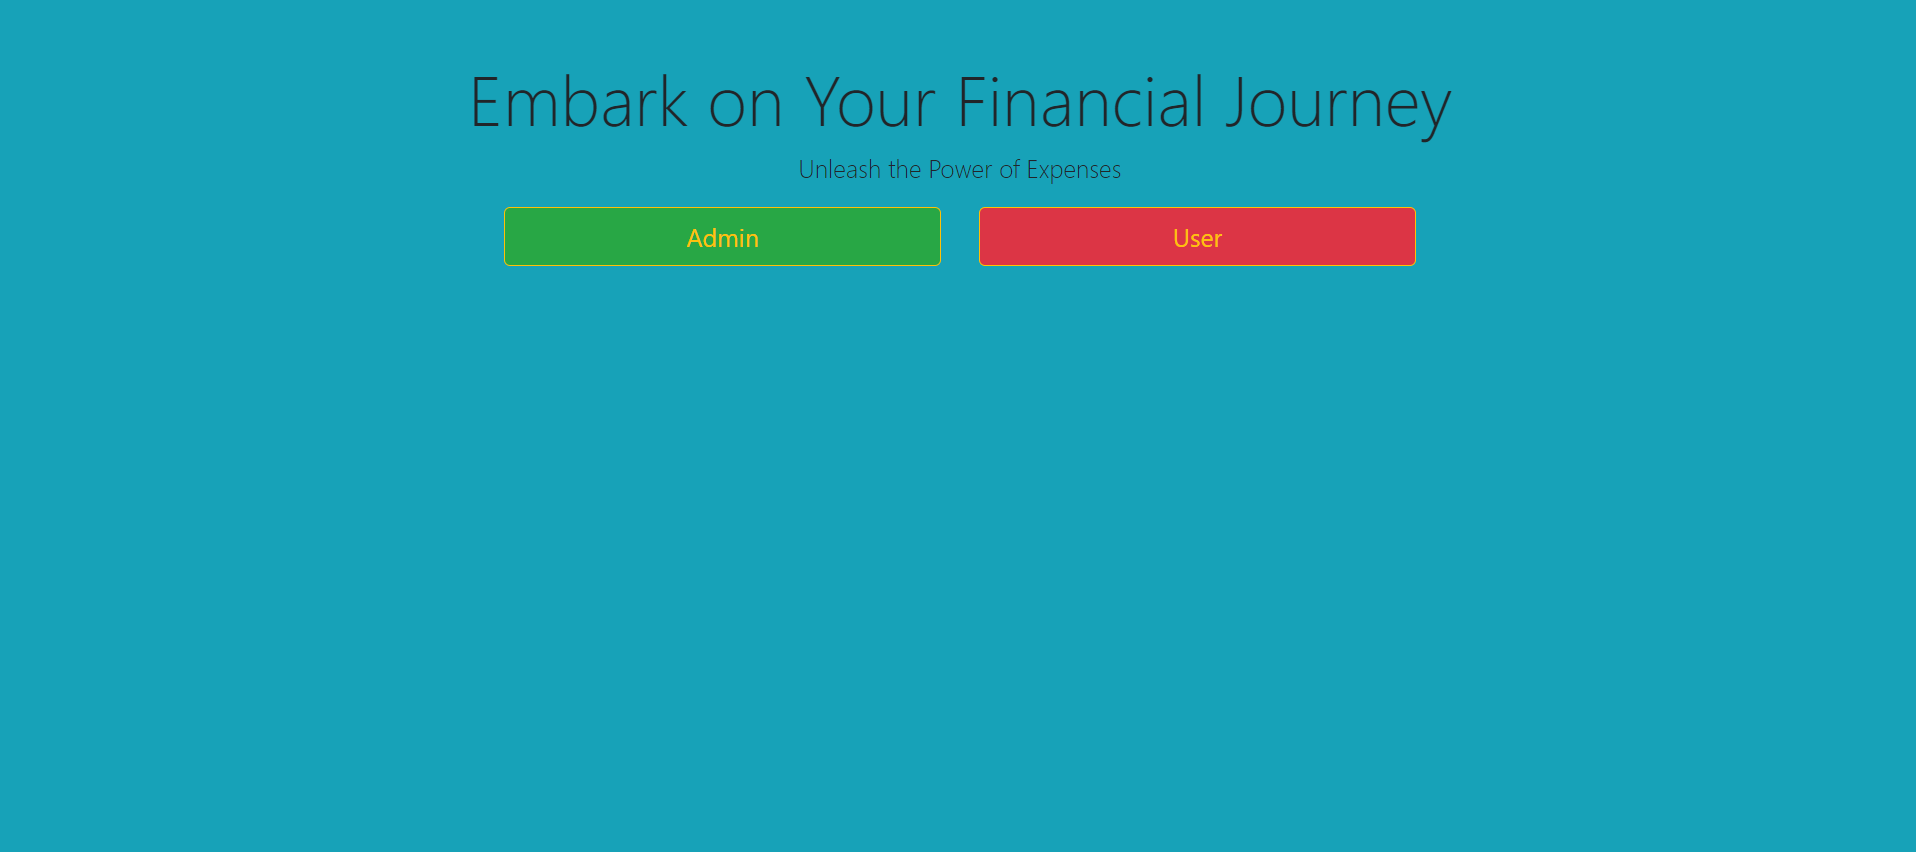 Embark on Your Financial Journey
Unleash the Power of Expenses
Admin
User